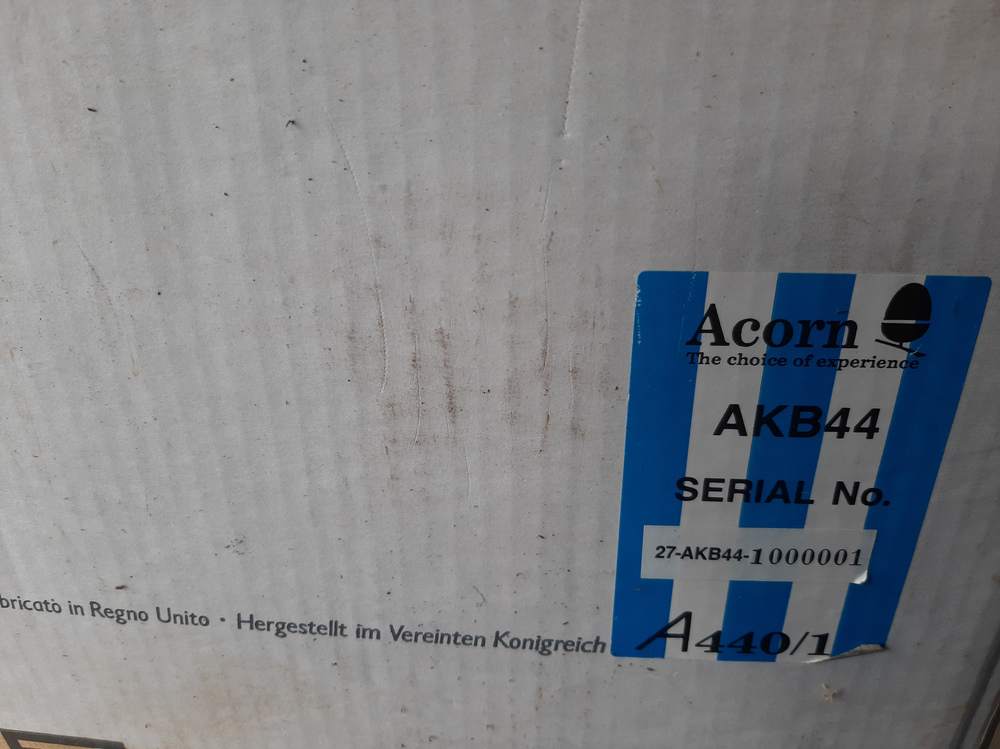 Acorn
The choice of experience
AKB44
SERIAL No.
27-AKB44-1000001
A440/1
bricato in Regno Unito · Hergestellt im Vereinten Konigreich